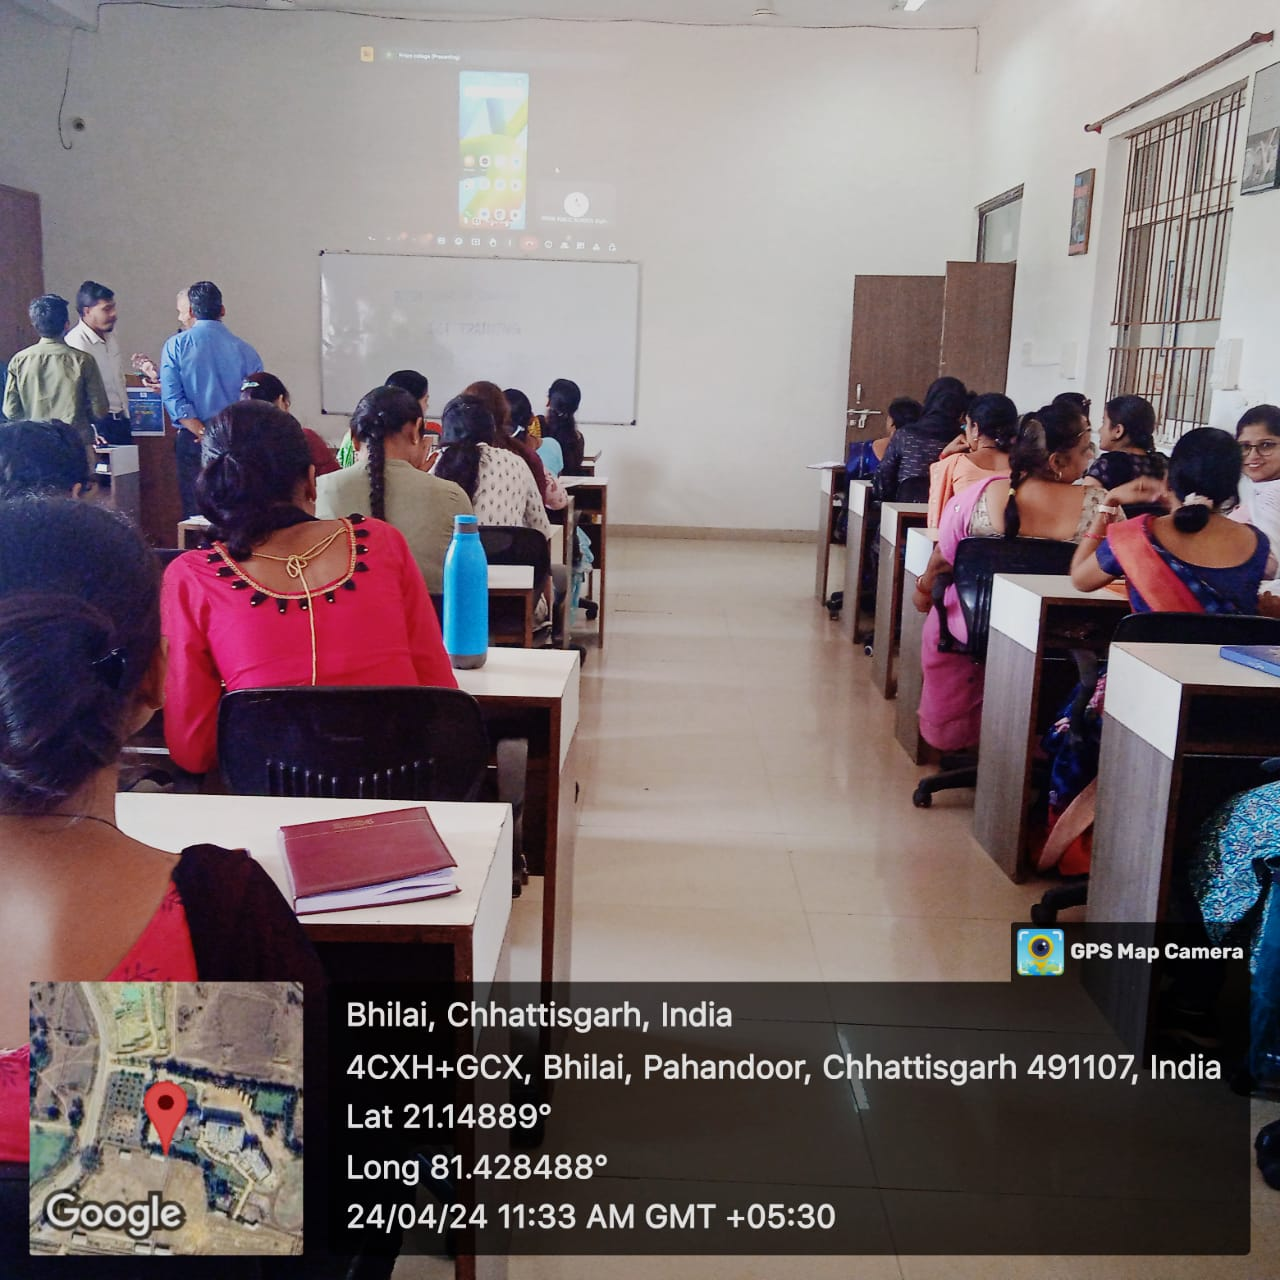 GPS Map Camera
Bhilai, Chhattisgarh, India
4CXH+GCX, Bhilai, Pahandoor, Chhattisgarh 491107, India
Lat 21.14889°
Long 81.428488°
24/04/24 11:33 AM GMT +05:30
Google